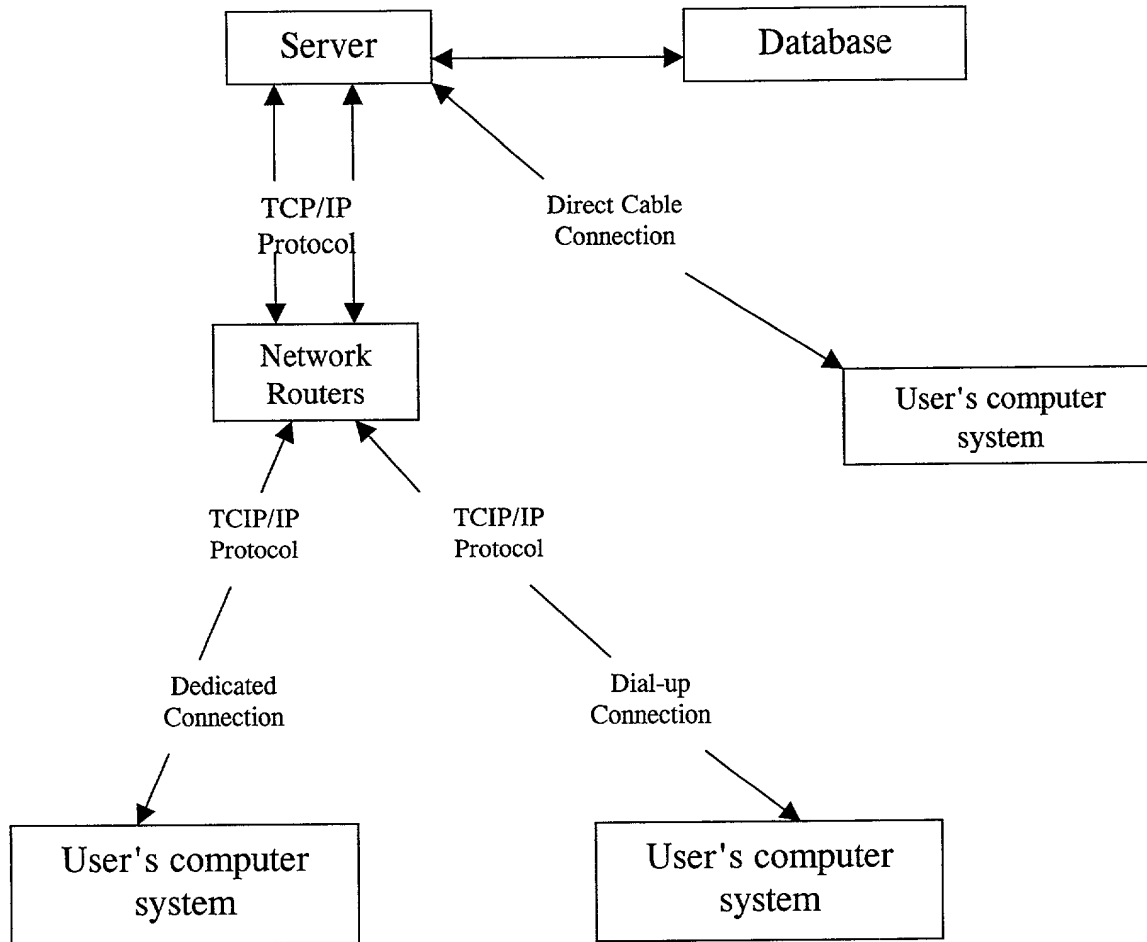 Server
Database
TCP/IP
Protocol
Direct Cable
Connection
Network
Routers
User's computer
system
TCIP/IP
Protocol
TCIP/IP
Protocol
Dedicated
Connection
Dial-up
Connection
User's computer
system
User's computer
system